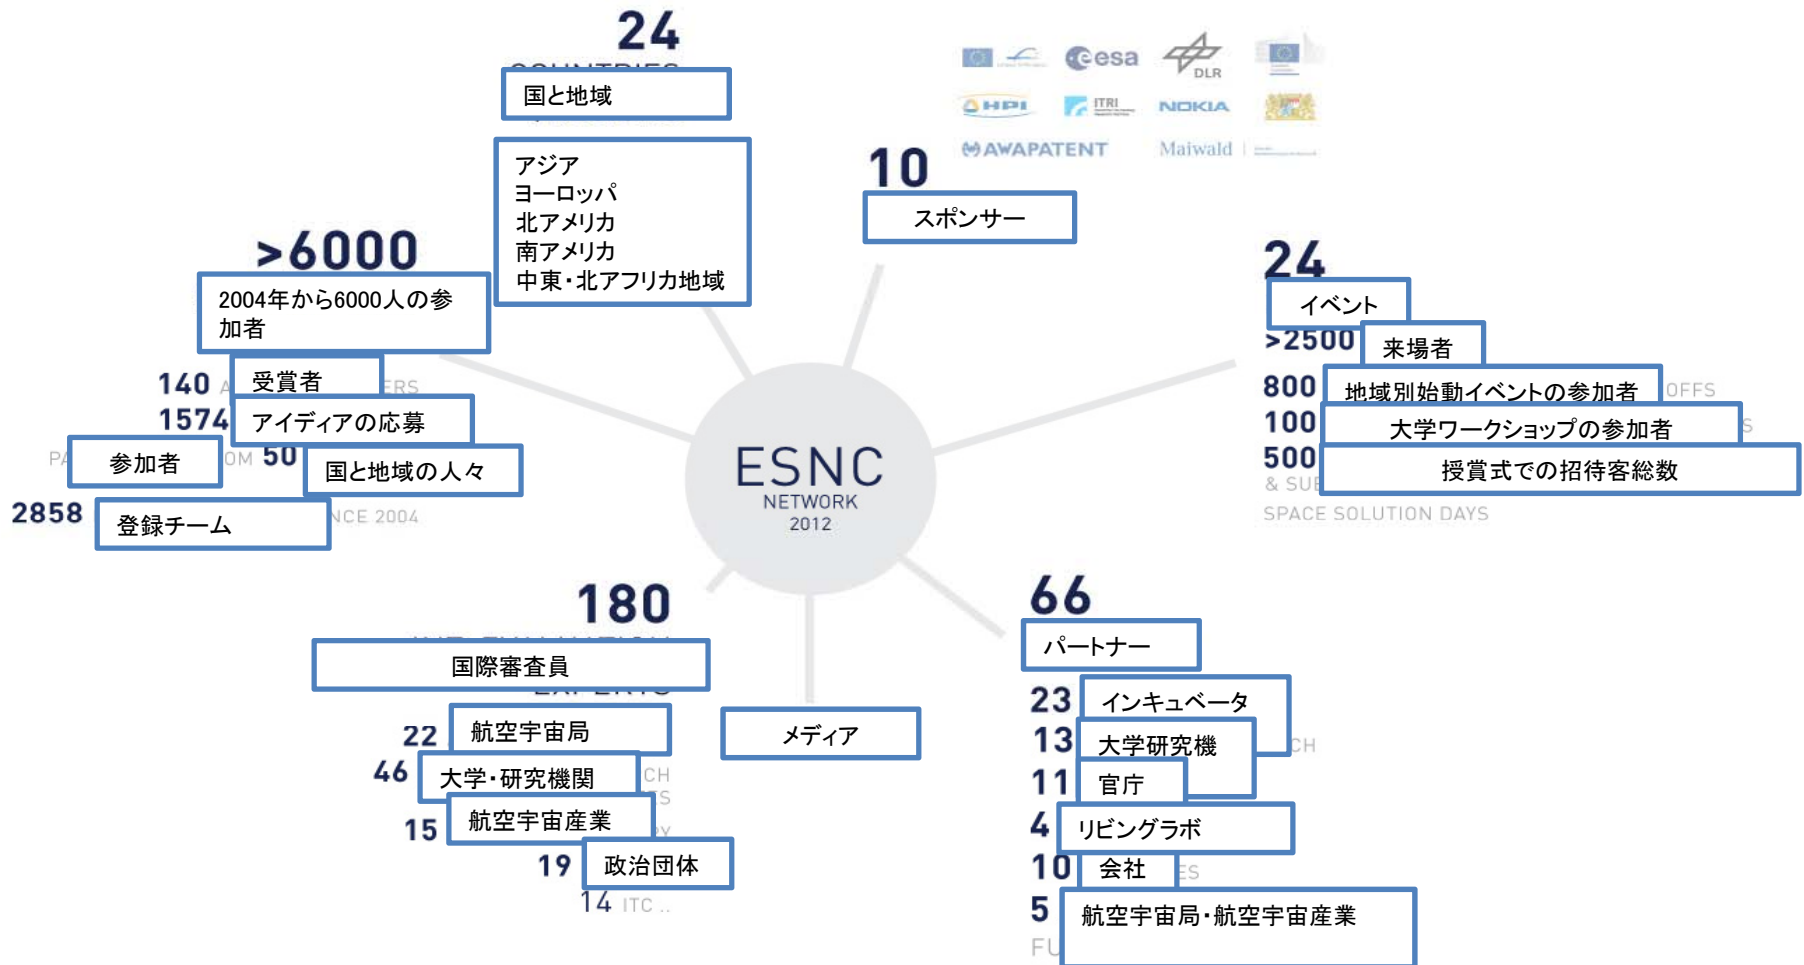 24
国と地域
アジア
ヨーロッパ
北アメリカ
南アメリカ
中東・北アフリカ地域
esa
DLR
HPI
ITRI
NOKIA
AWAPATENT
Maiwald
10
スポンサー
>6000
2004年から6000人の参
加者
140 受賞者
1574 アイディアの応募
参加者 50 国と地域の人々
2858 登録チーム 2004
24
イベント
>2500 来場者
800 地域別始動イベントの参加者 OFFS
100 大学ワークショップの参加者
500 授賞式での招待客総数
&
SPACE SOLUTION DAYS
ESNC
NETWORK
2012
180
国際審査員
22 航空宇宙局
46 大学・研究機関
15 航空宇宙産業
19 政治団体
14 ITC ..
メディア
66
パートナー
23 インキュベータ
13 大学研究機
11 官庁
4 リビングラボ
10 会社
5 航空宇宙局・航空宇宙産業